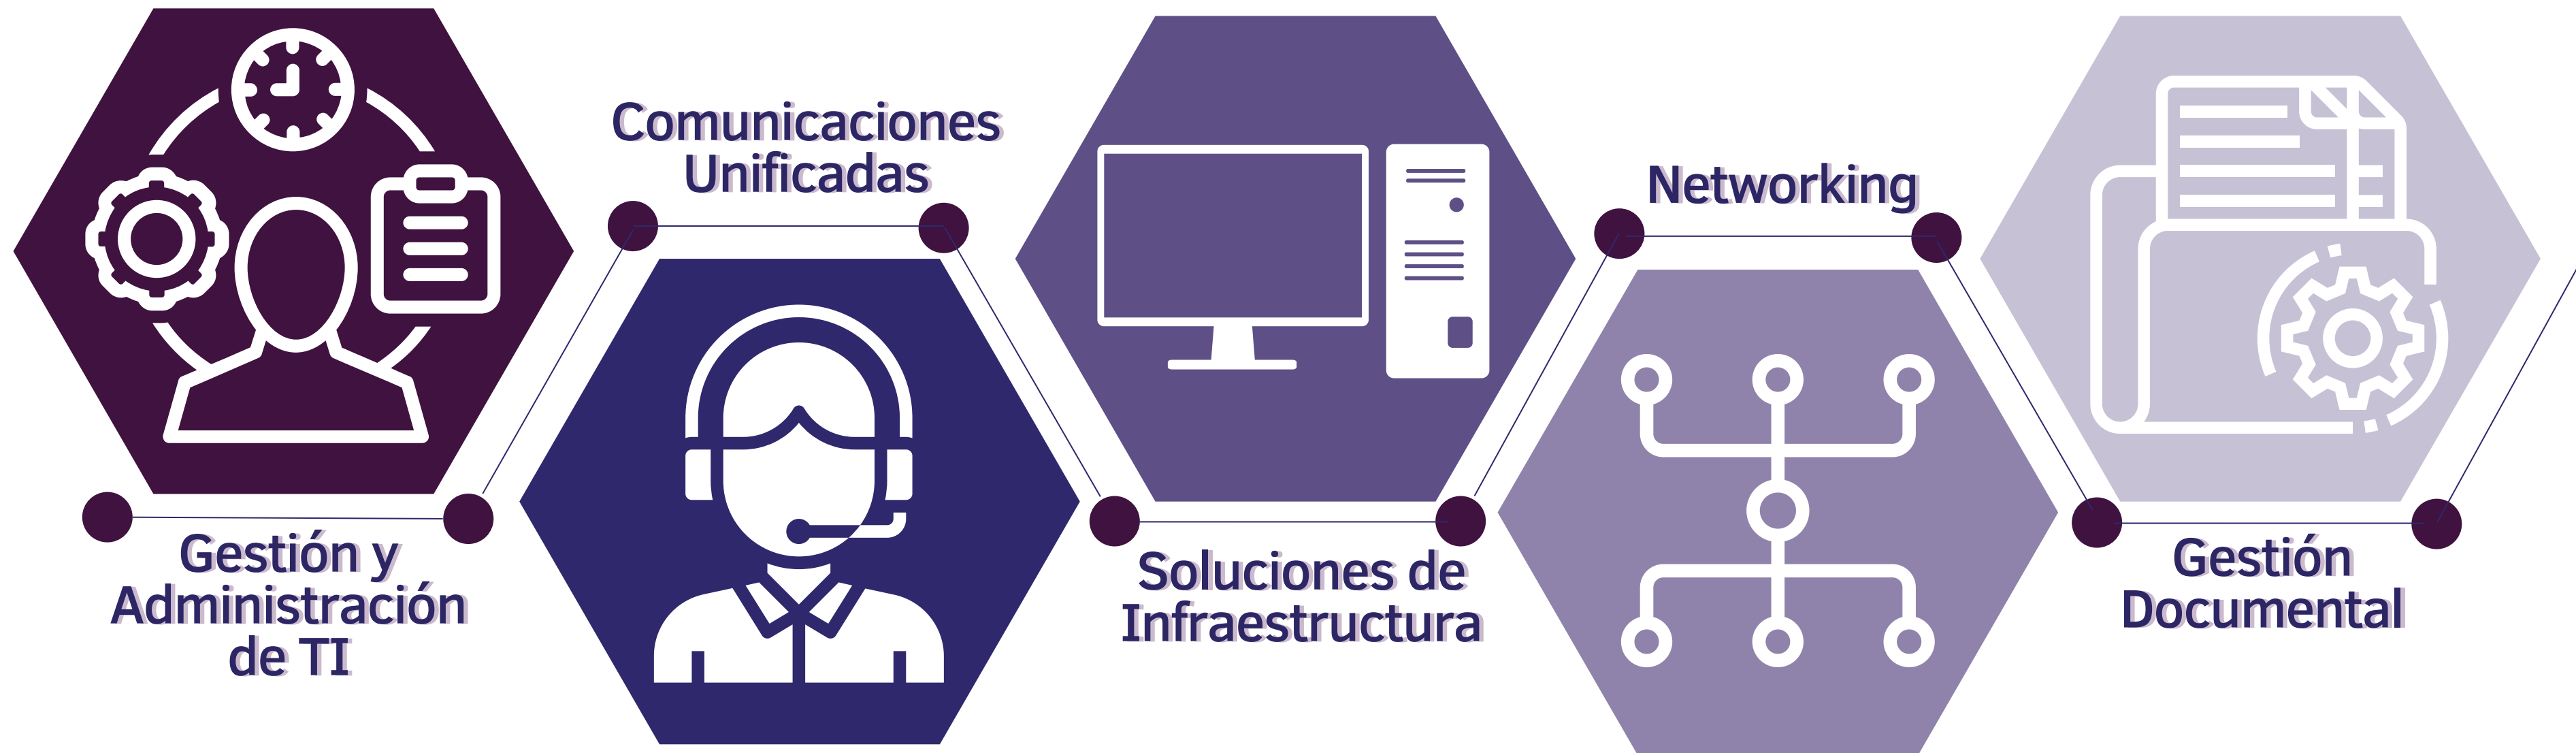 Gestión y
Administración
de TI
Comunicaciones
Unificadas
Soluciones de
Infraestructura
Networking
Gestión
Documental